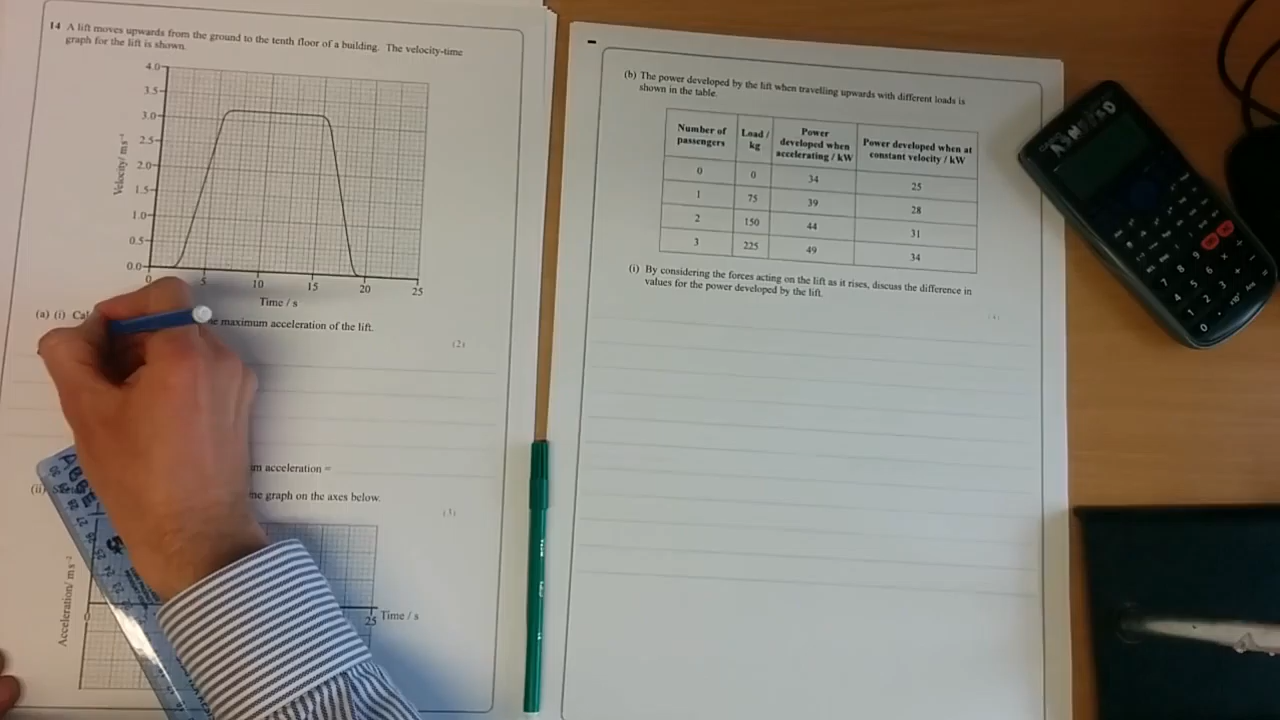 14 A lift moves upwards from the ground to the tenth floor of a building. The velocity-time
graph for the lift is shown.
4.0
3.5
3.0
2.5
2.0
1.5
1.0
0.5
0.0
Velocity/ ms⁻¹
0 5 10 15 20 25
Time / s
(a) (i)
maximum acceleration of the lift.
(2)
acceleration =
(ii)
graph on the axes below.
(3)
Acceleration/ ms⁻²
0
25 Time / s
(b) The power developed by the lift when travelling upwards with different loads is
shown in the table.
Number of passengers | Load / kg | Power developed when accelerating / kW | Power developed when at constant velocity / kW
0 | 0 | 34 | 25
1 | 75 | 39 | 28
2 | 150 | 44 | 31
3 | 225 | 49 | 34
(i) By considering the forces acting on the lift as it rises, discuss the difference in
values for the power developed by the lift.
(4)